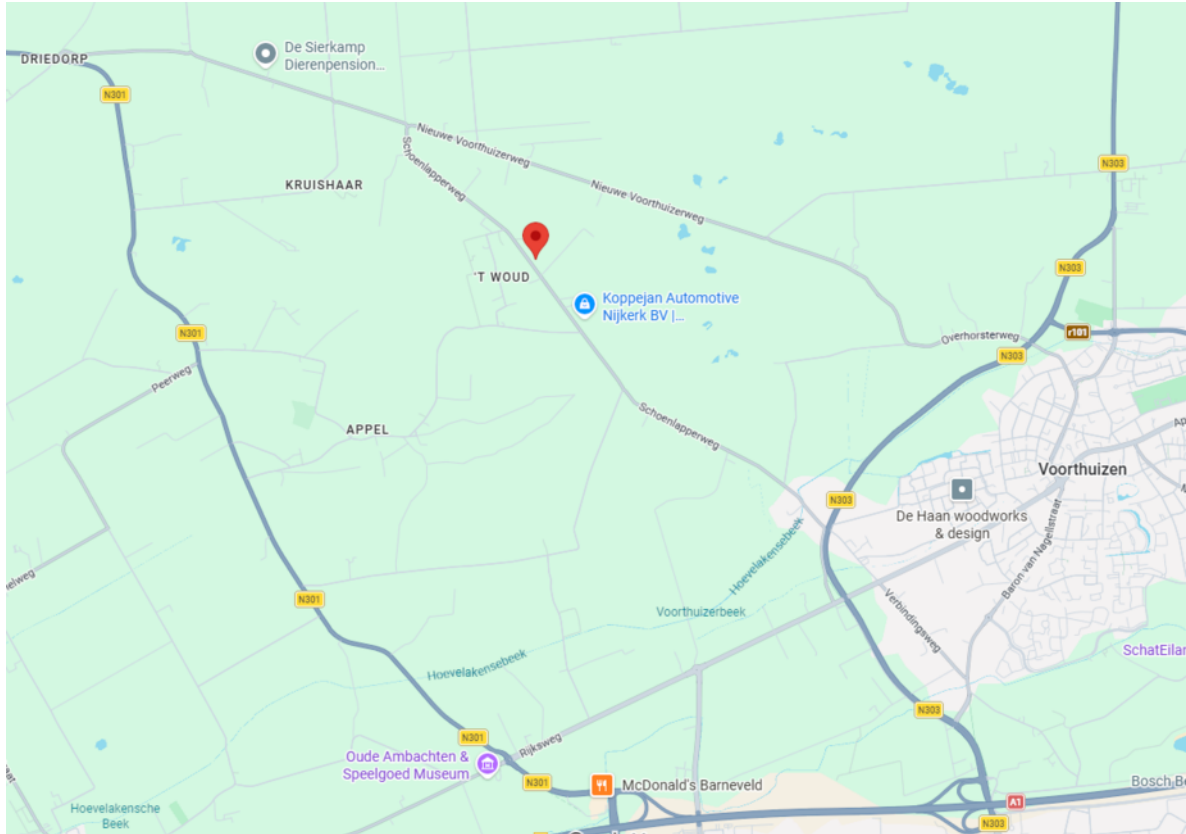 De Sierkamp
Dierenpension...
DRIEDORP
N301
Nieuwe Voorthuizerweg
Schoenlapperweg
N303
KRUISHAAR
Nieuwe Voorthuizerweg
N303
'T WOUD
Koppejan Automotive
Nijkerk BV |...
N301
r101
Overhorsterweg
N303
Peerweg
Schoenlapperweg
APPEL
Voorthuizen
N303
De Haan woodworks
& design
Baron van Nagellstraat
Hoevelakensebeek
N301
Voorthuizerbeek
Verbindingsweg
Hoevelakensebeek
SchatEilan
N303
N301
Rijksweg
Oude Ambachten &
Speelgoed Museum
N301
McDonald's Barneveld
Bosch Be
A1
Hoevelakensche
Beek
N303